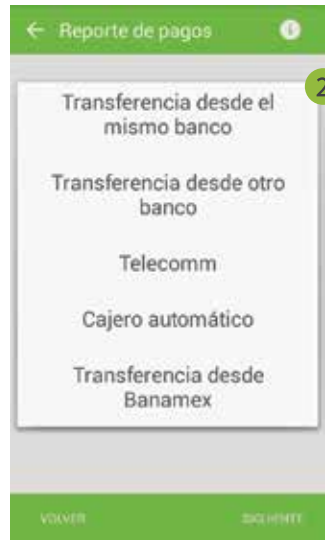 Reporte de pagos
2
Transferencia desde el
mismo banco
Transferencia desde otro
banco
Telecomm
Cajero automático
Transferencia desde
Banamex
VOLVER
SIGUIENTE